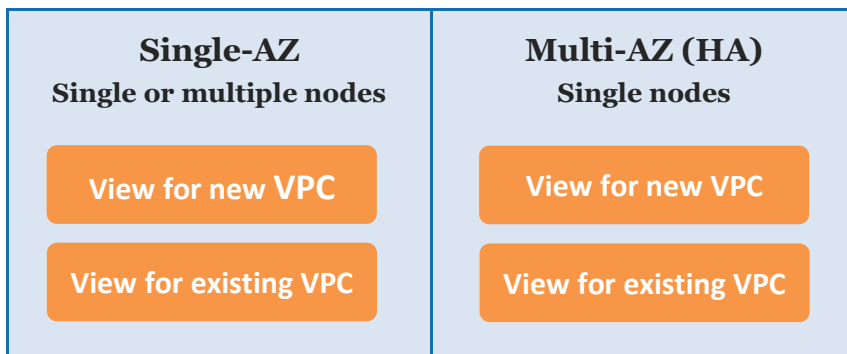 Single-AZ
Single or multiple nodes
View for new VPC
View for existing VPC
Multi-AZ (HA)
Single nodes
View for new VPC
View for existing VPC